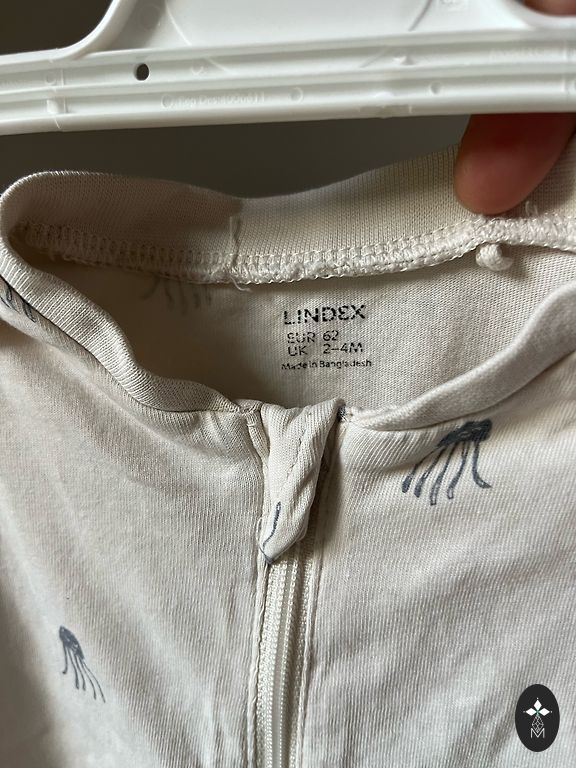 LINDEX
EUR 62
UK 2-4M
Made in Bangladesh